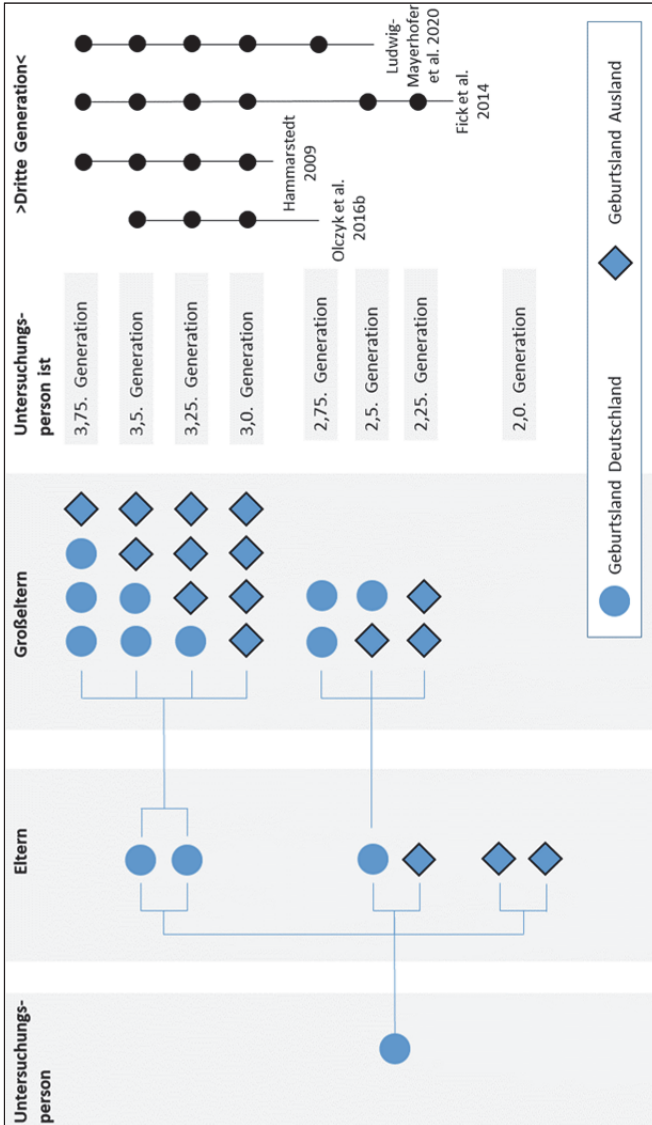 Untersuchungs-
person
Eltern
Großeltern
Untersuchungs-
person ist
>Dritte Generation<
3,75. Generation
3,5. Generation
3,25. Generation
3,0. Generation
2,75. Generation
2,5. Generation
2,25. Generation
2,0. Generation
Olczyk et al.
2016b
Hammarstedt
2009
Fick et al.
2014
Ludwig-
Mayerhofer
et al. 2020
Geburtsland Deutschland
Geburtsland Ausland